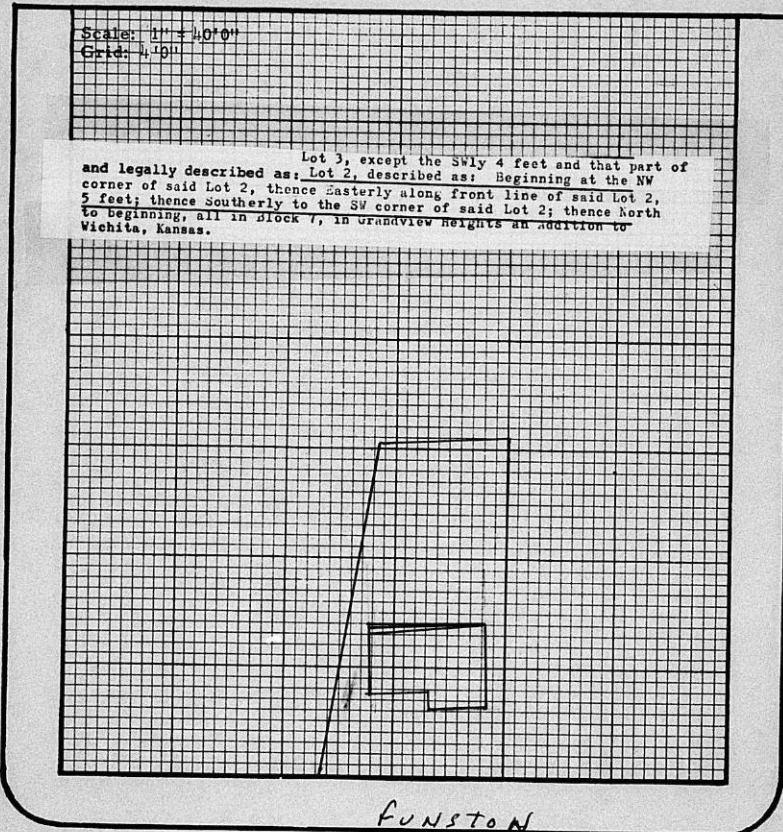 Scale: 1" = 40'0"
Grid: 4'0"
Lot 3, except the SWly 4 feet and that part of
and legally described as: Lot 2, described as: Beginning at the NW
corner of said Lot 2, thence Easterly along front line of said Lot 2,
5 feet; thence Southerly to the SW corner of said Lot 2; thence North
to beginning, all in Block 7, in Grandview Heights an Addition to
Wichita, Kansas.
FUNSTON